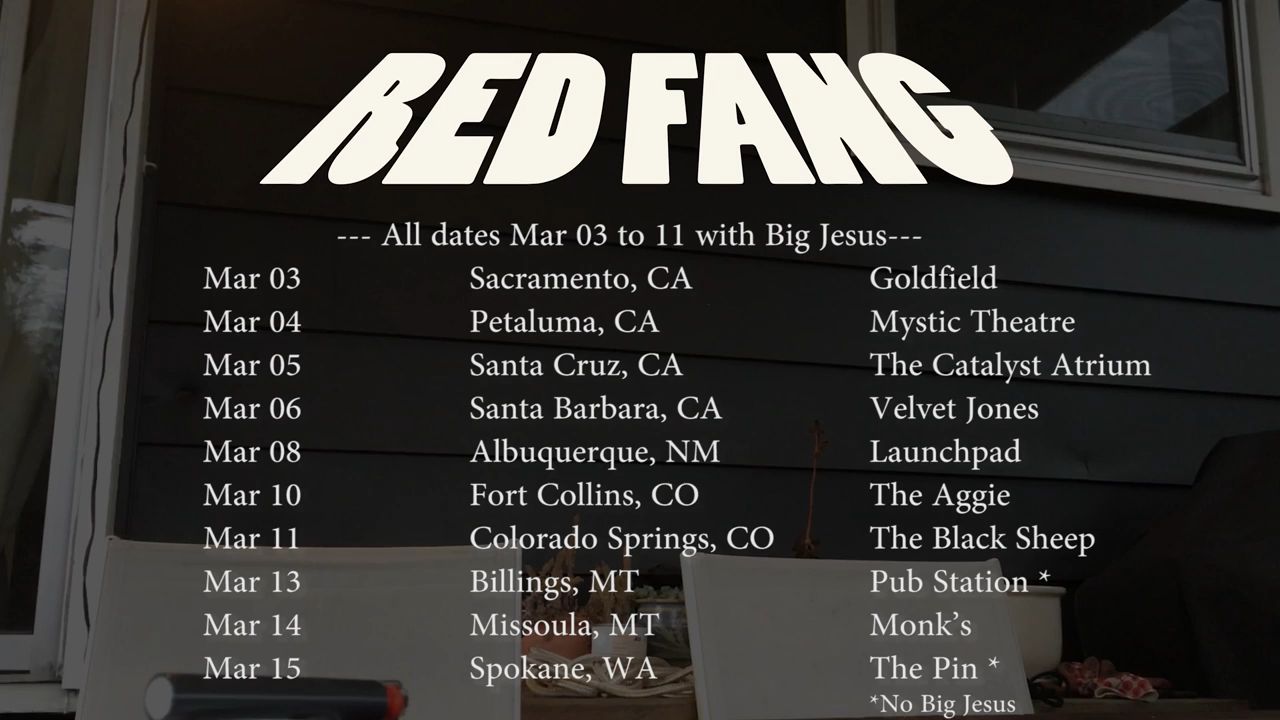 RED FANG
--- All dates Mar 03 to 11 with Big Jesus---
Mar 03 Sacramento, CA Goldfield
Mar 04 Petaluma, CA Mystic Theatre
Mar 05 Santa Cruz, CA The Catalyst Atrium
Mar 06 Santa Barbara, CA Velvet Jones
Mar 08 Albuquerque, NM Launchpad
Mar 10 Fort Collins, CO The Aggie
Mar 11 Colorado Springs, CO The Black Sheep
Mar 13 Billings, MT Pub Station *
Mar 14 Missoula, MT Monk’s
Mar 15 Spokane, WA The Pin *
*No Big Jesus